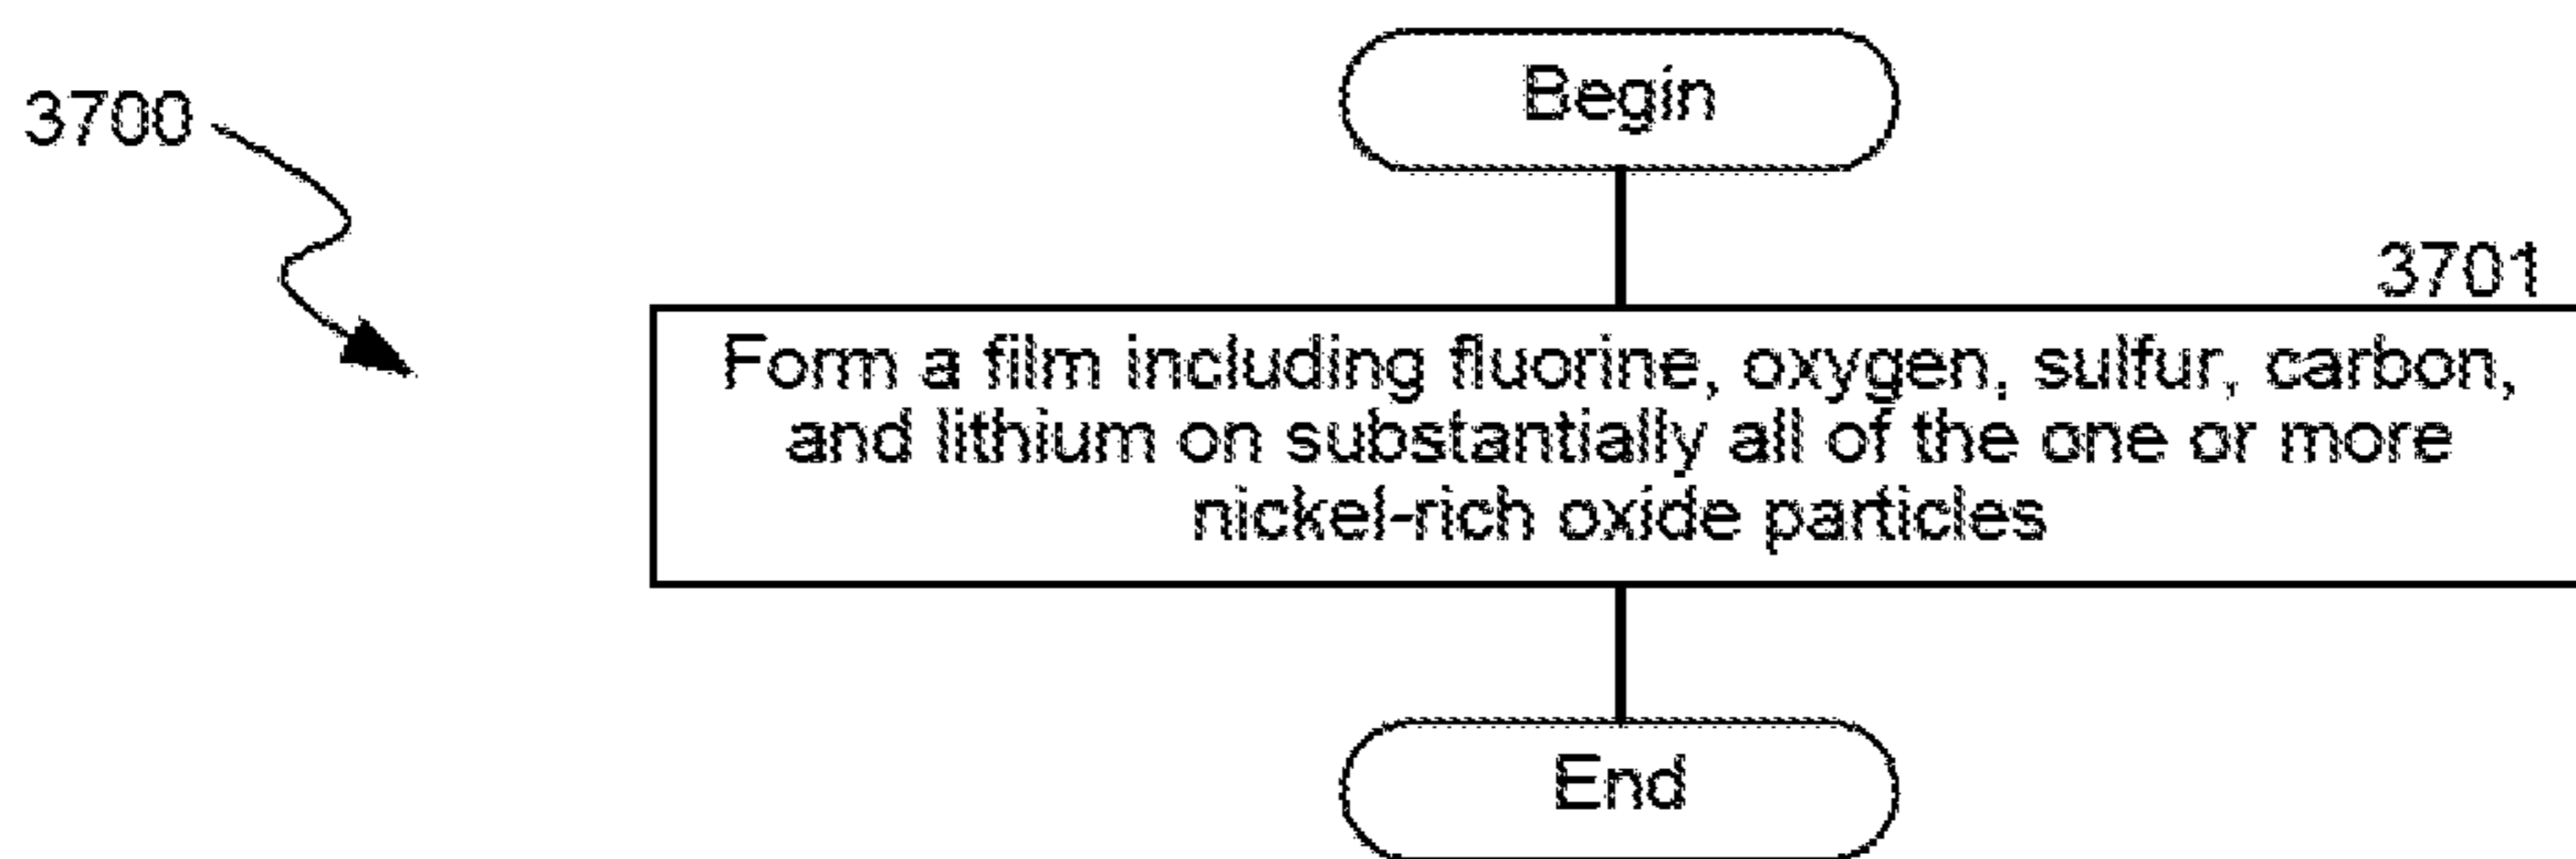 Begin
3700
3701
Form a film including fluorine, oxygen, sulfur, carbon,
and lithium on substantially all of the one or more
nickel-rich oxide particles
End